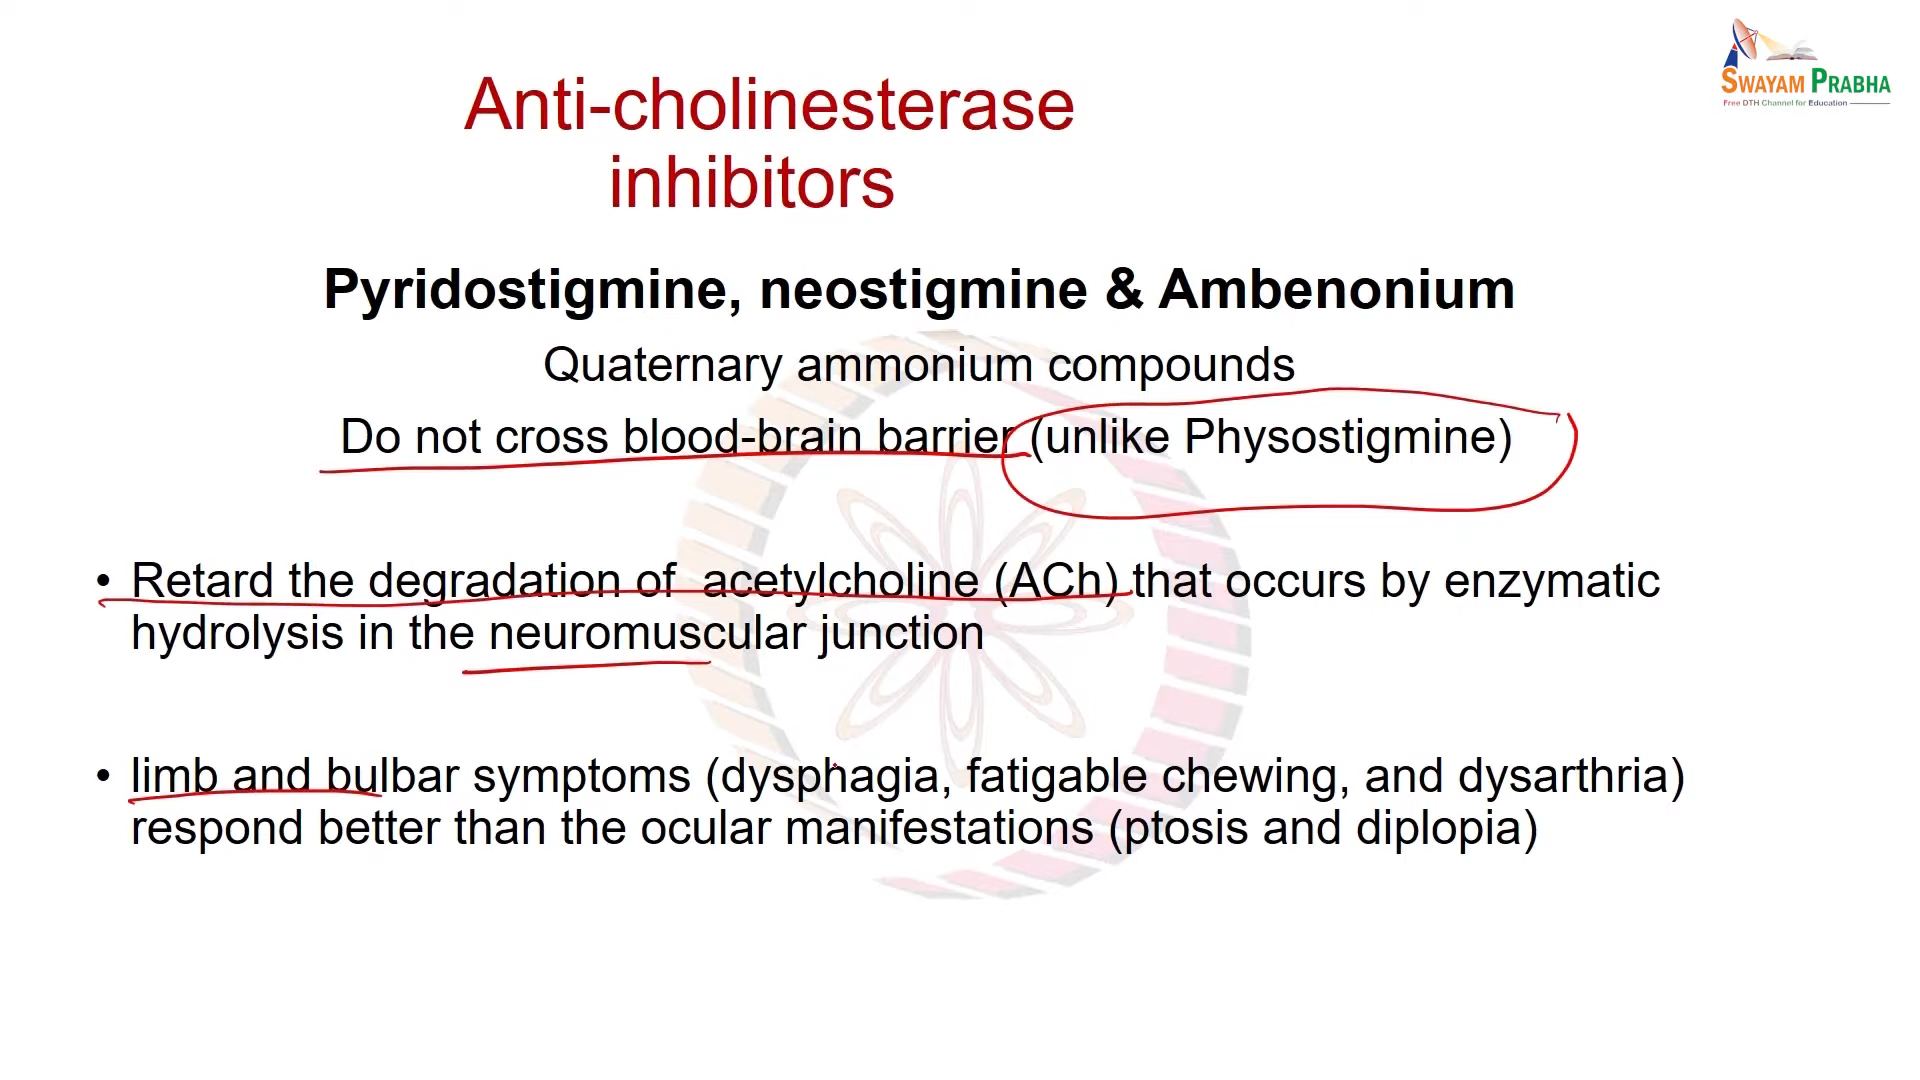 SWAYAM PRABHA
Free DTH Channel for Education
Anti-cholinesterase
inhibitors
Pyridostigmine, neostigmine & Ambenonium
Quaternary ammonium compounds
Do not cross blood-brain barrier (unlike Physostigmine)
• Retard the degradation of acetylcholine (ACh) that occurs by enzymatic
hydrolysis in the neuromuscular junction
• limb and bulbar symptoms (dysphagia, fatigable chewing, and dysarthria)
respond better than the ocular manifestations (ptosis and diplopia)